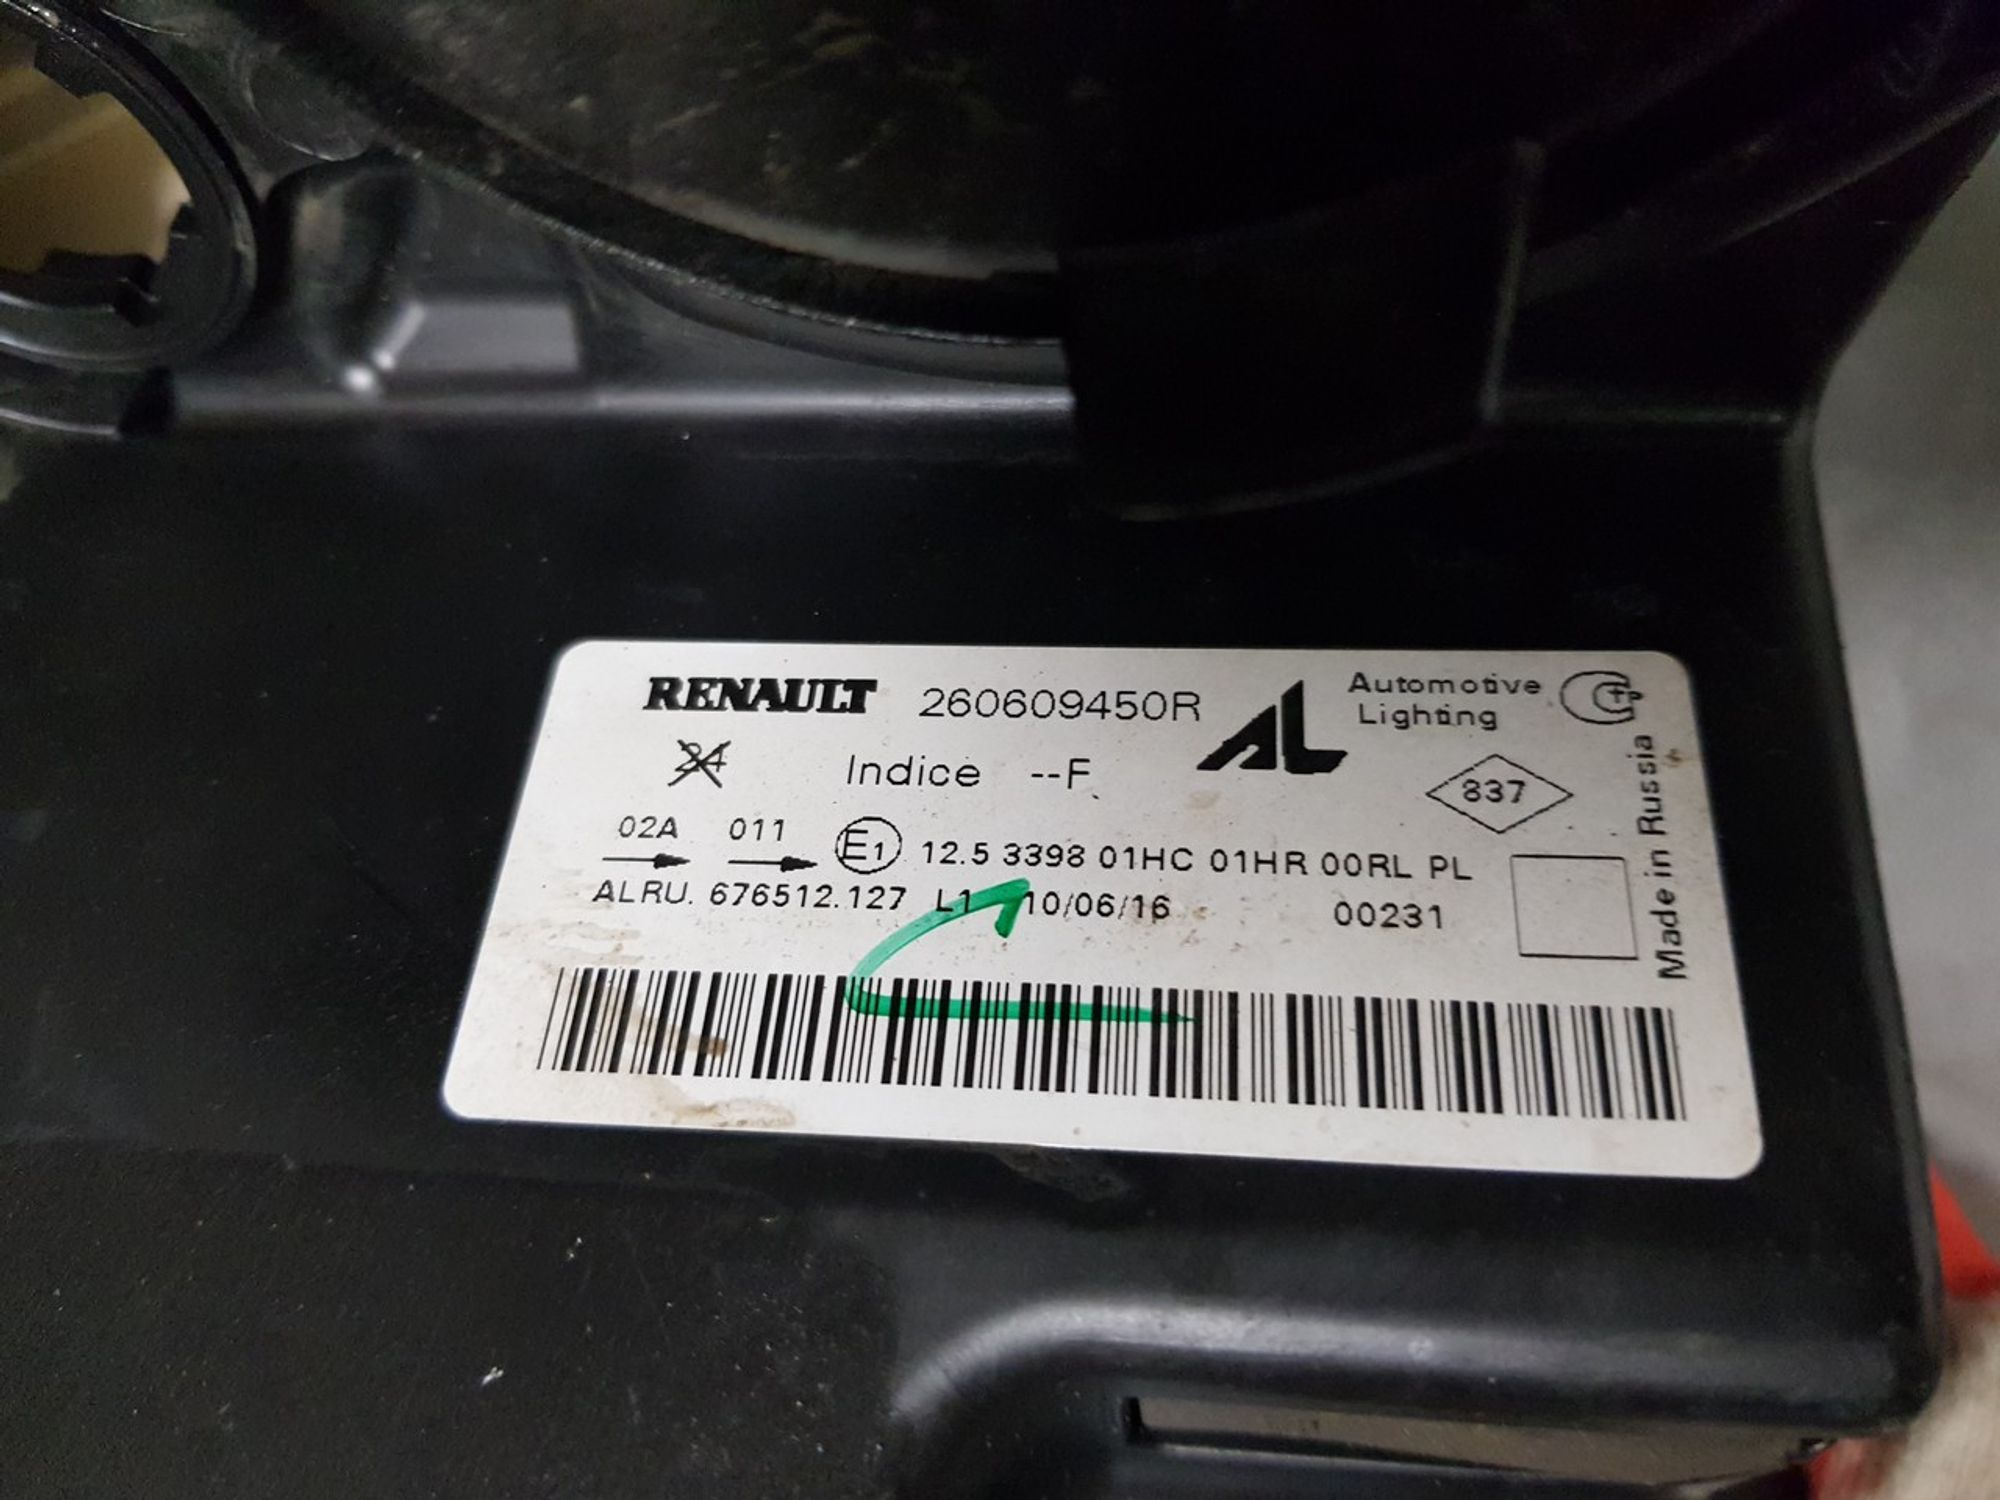 RENAULT 260609450R AL Automotive Lighting
24 Indice --F
837
02A 011
E1 12.5 3398 01HC 01HR 00RL PL
ALRU. 676512.127 L1 10/06/16 00231
Made in Russia